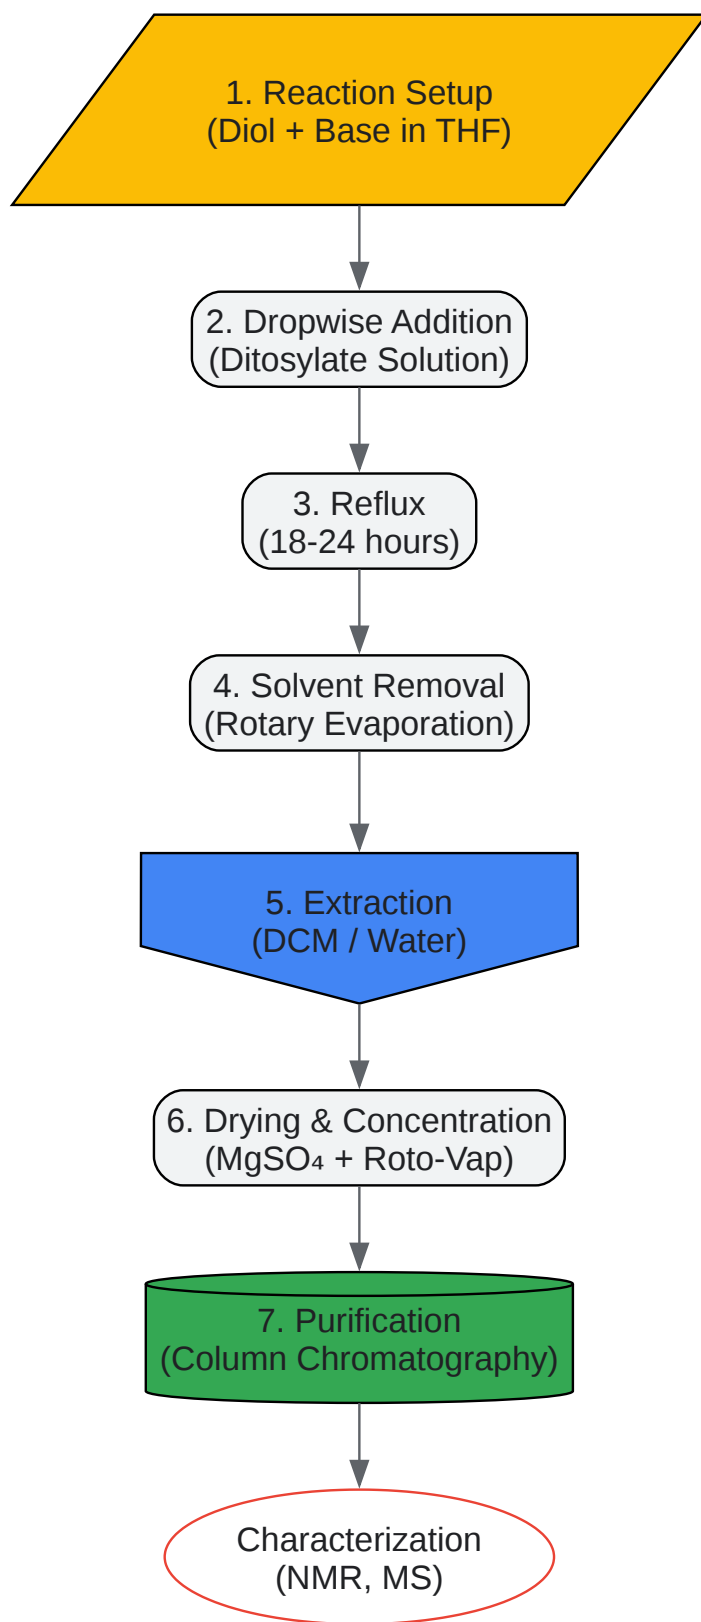 1. Reaction Setup
(Diol + Base in THF)
2. Dropwise Addition
(Ditosylate Solution)
3. Reflux
(18-24 hours)
4. Solvent Removal
(Rotary Evaporation)
5. Extraction
(DCM / Water)
6. Drying & Concentration
(MgSO₄ + Roto-Vap)
7. Purification
(Column Chromatography)
Characterization
(NMR, MS)